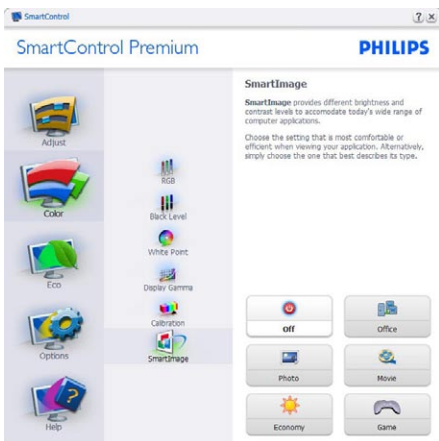 SmartControl
SmartControl Premium
PHILIPS
Adjust
Color
Eco
Options
Help
RGB
Black Level
White Point
Display Gamma
Calibration
SmartImage
SmartImage
SmartImage provides different brightness and
contrast levels to accomodate today's wide range of
computer applications.
Choose the setting that is most comfortable or
efficient when viewing your application. Alternatively,
simply choose the one that best describes its type.
Off
Office
Photo
Movie
Economy
Game